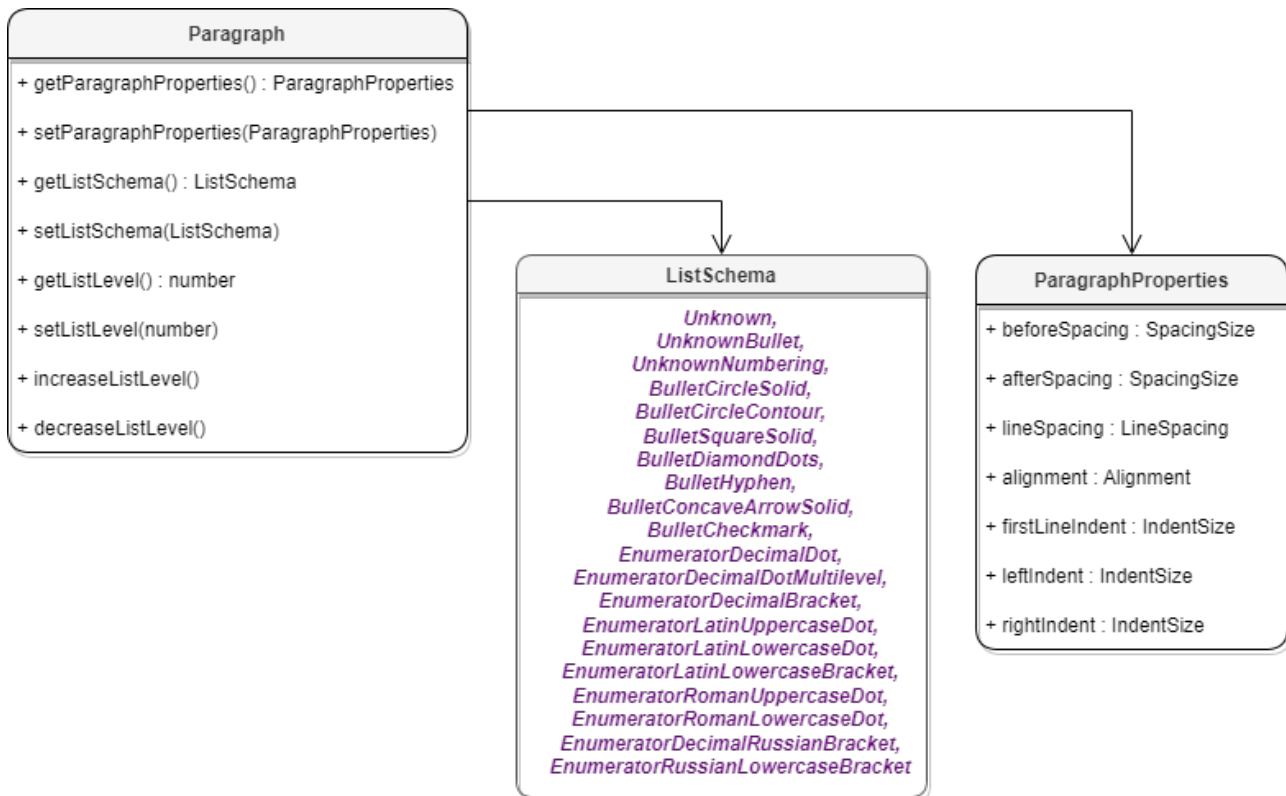 Paragraph
+ getParagraphProperties() : ParagraphProperties
+ setParagraphProperties(ParagraphProperties)
+ getListSchema() : ListSchema
+ setListSchema(ListSchema)
+ getListLevel() : number
+ setListLevel(number)
+ increaseListLevel()
+ decreaseListLevel()
ListSchema
Unknown,
UnknownBullet,
UnknownNumbering,
BulletCircleSolid,
BulletCircleContour,
BulletSquareSolid,
BulletDiamondDots,
BulletHyphen,
BulletConcaveArrowSolid,
BulletCheckmark,
EnumeratorDecimalDot,
EnumeratorDecimalDotMultilevel,
EnumeratorDecimalBracket,
EnumeratorLatinUppercaseDot,
EnumeratorLatinLowercaseDot,
EnumeratorLatinLowercaseBracket,
EnumeratorRomanUppercaseDot,
EnumeratorRomanLowercaseDot,
EnumeratorDecimalRussianBracket,
EnumeratorRussianLowercaseBracket
ParagraphProperties
+ beforeSpacing : SpacingSize
+ afterSpacing : SpacingSize
+ lineSpacing : LineSpacing
+ alignment : Alignment
+ firstLineIndent : IndentSize
+ leftIndent : IndentSize
+ rightIndent : IndentSize